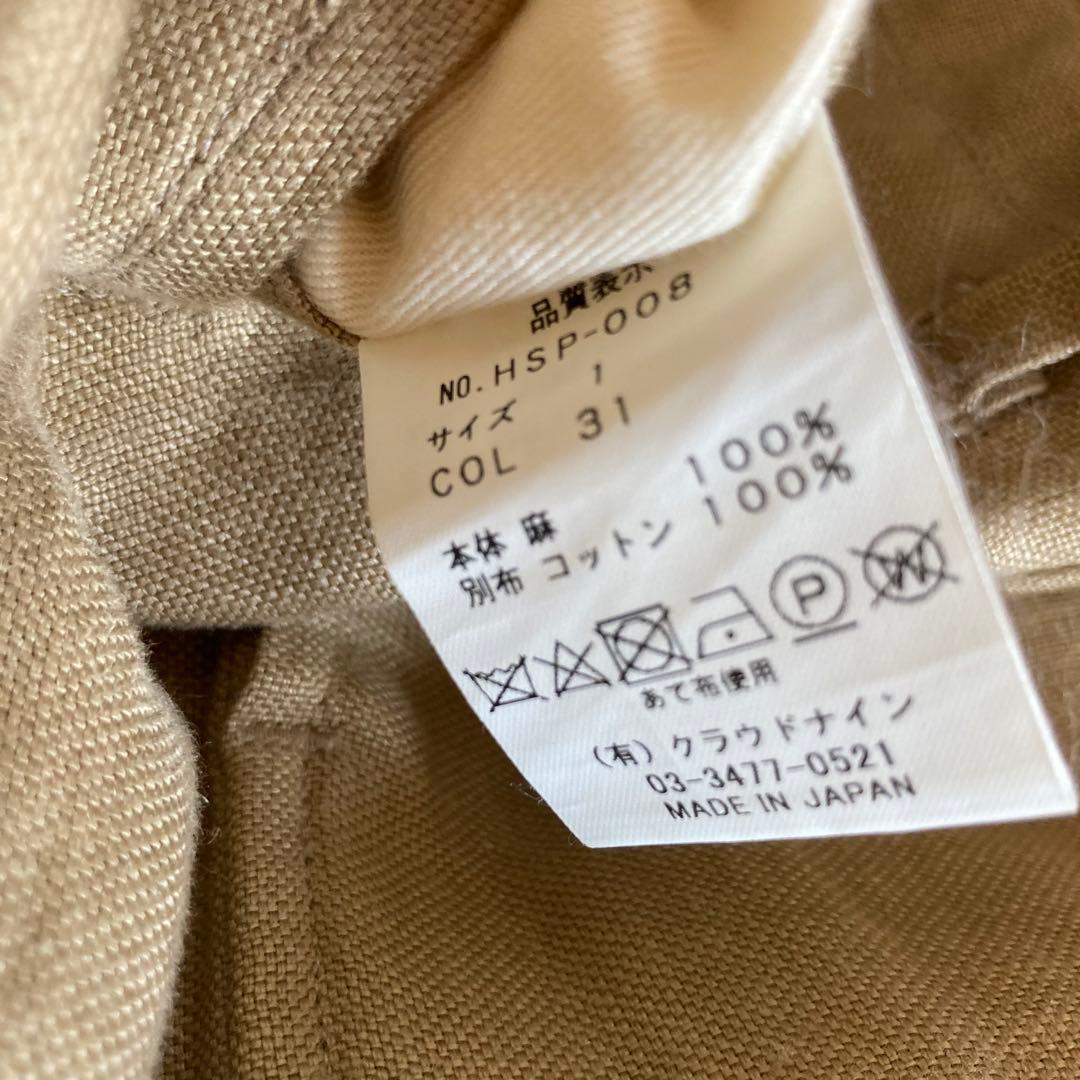 品質表示
NO. HSP-008
サイズ 1
COL 31
本体 麻 100%
別布 コットン 100%
P W
あて布使用
(有) クラウドナイン
03-3477-0521
MADE IN JAPAN